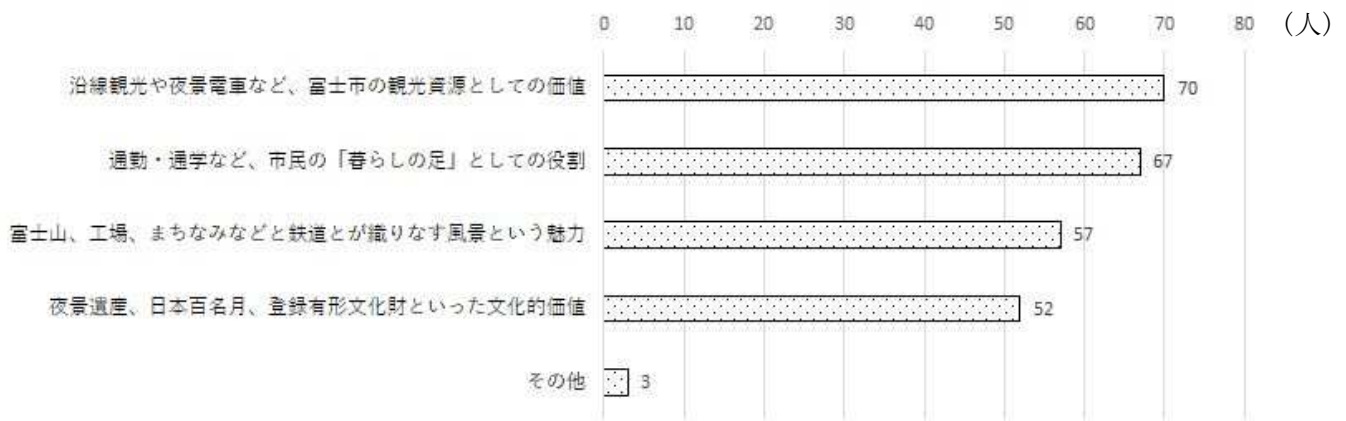 0 10 20 30 40 50 60 70 80 (人)
沿線観光や夜景電車など、富士市の観光資源としての価値 70
通勤・通学など、市民の「暮らしの足」としての役割 67
富士山、工場、まちなみなどと鉄道とが織りなす風景という魅力 57
夜景遺産、日本百名月、登録有形文化財といった文化的価値 52
その他 3